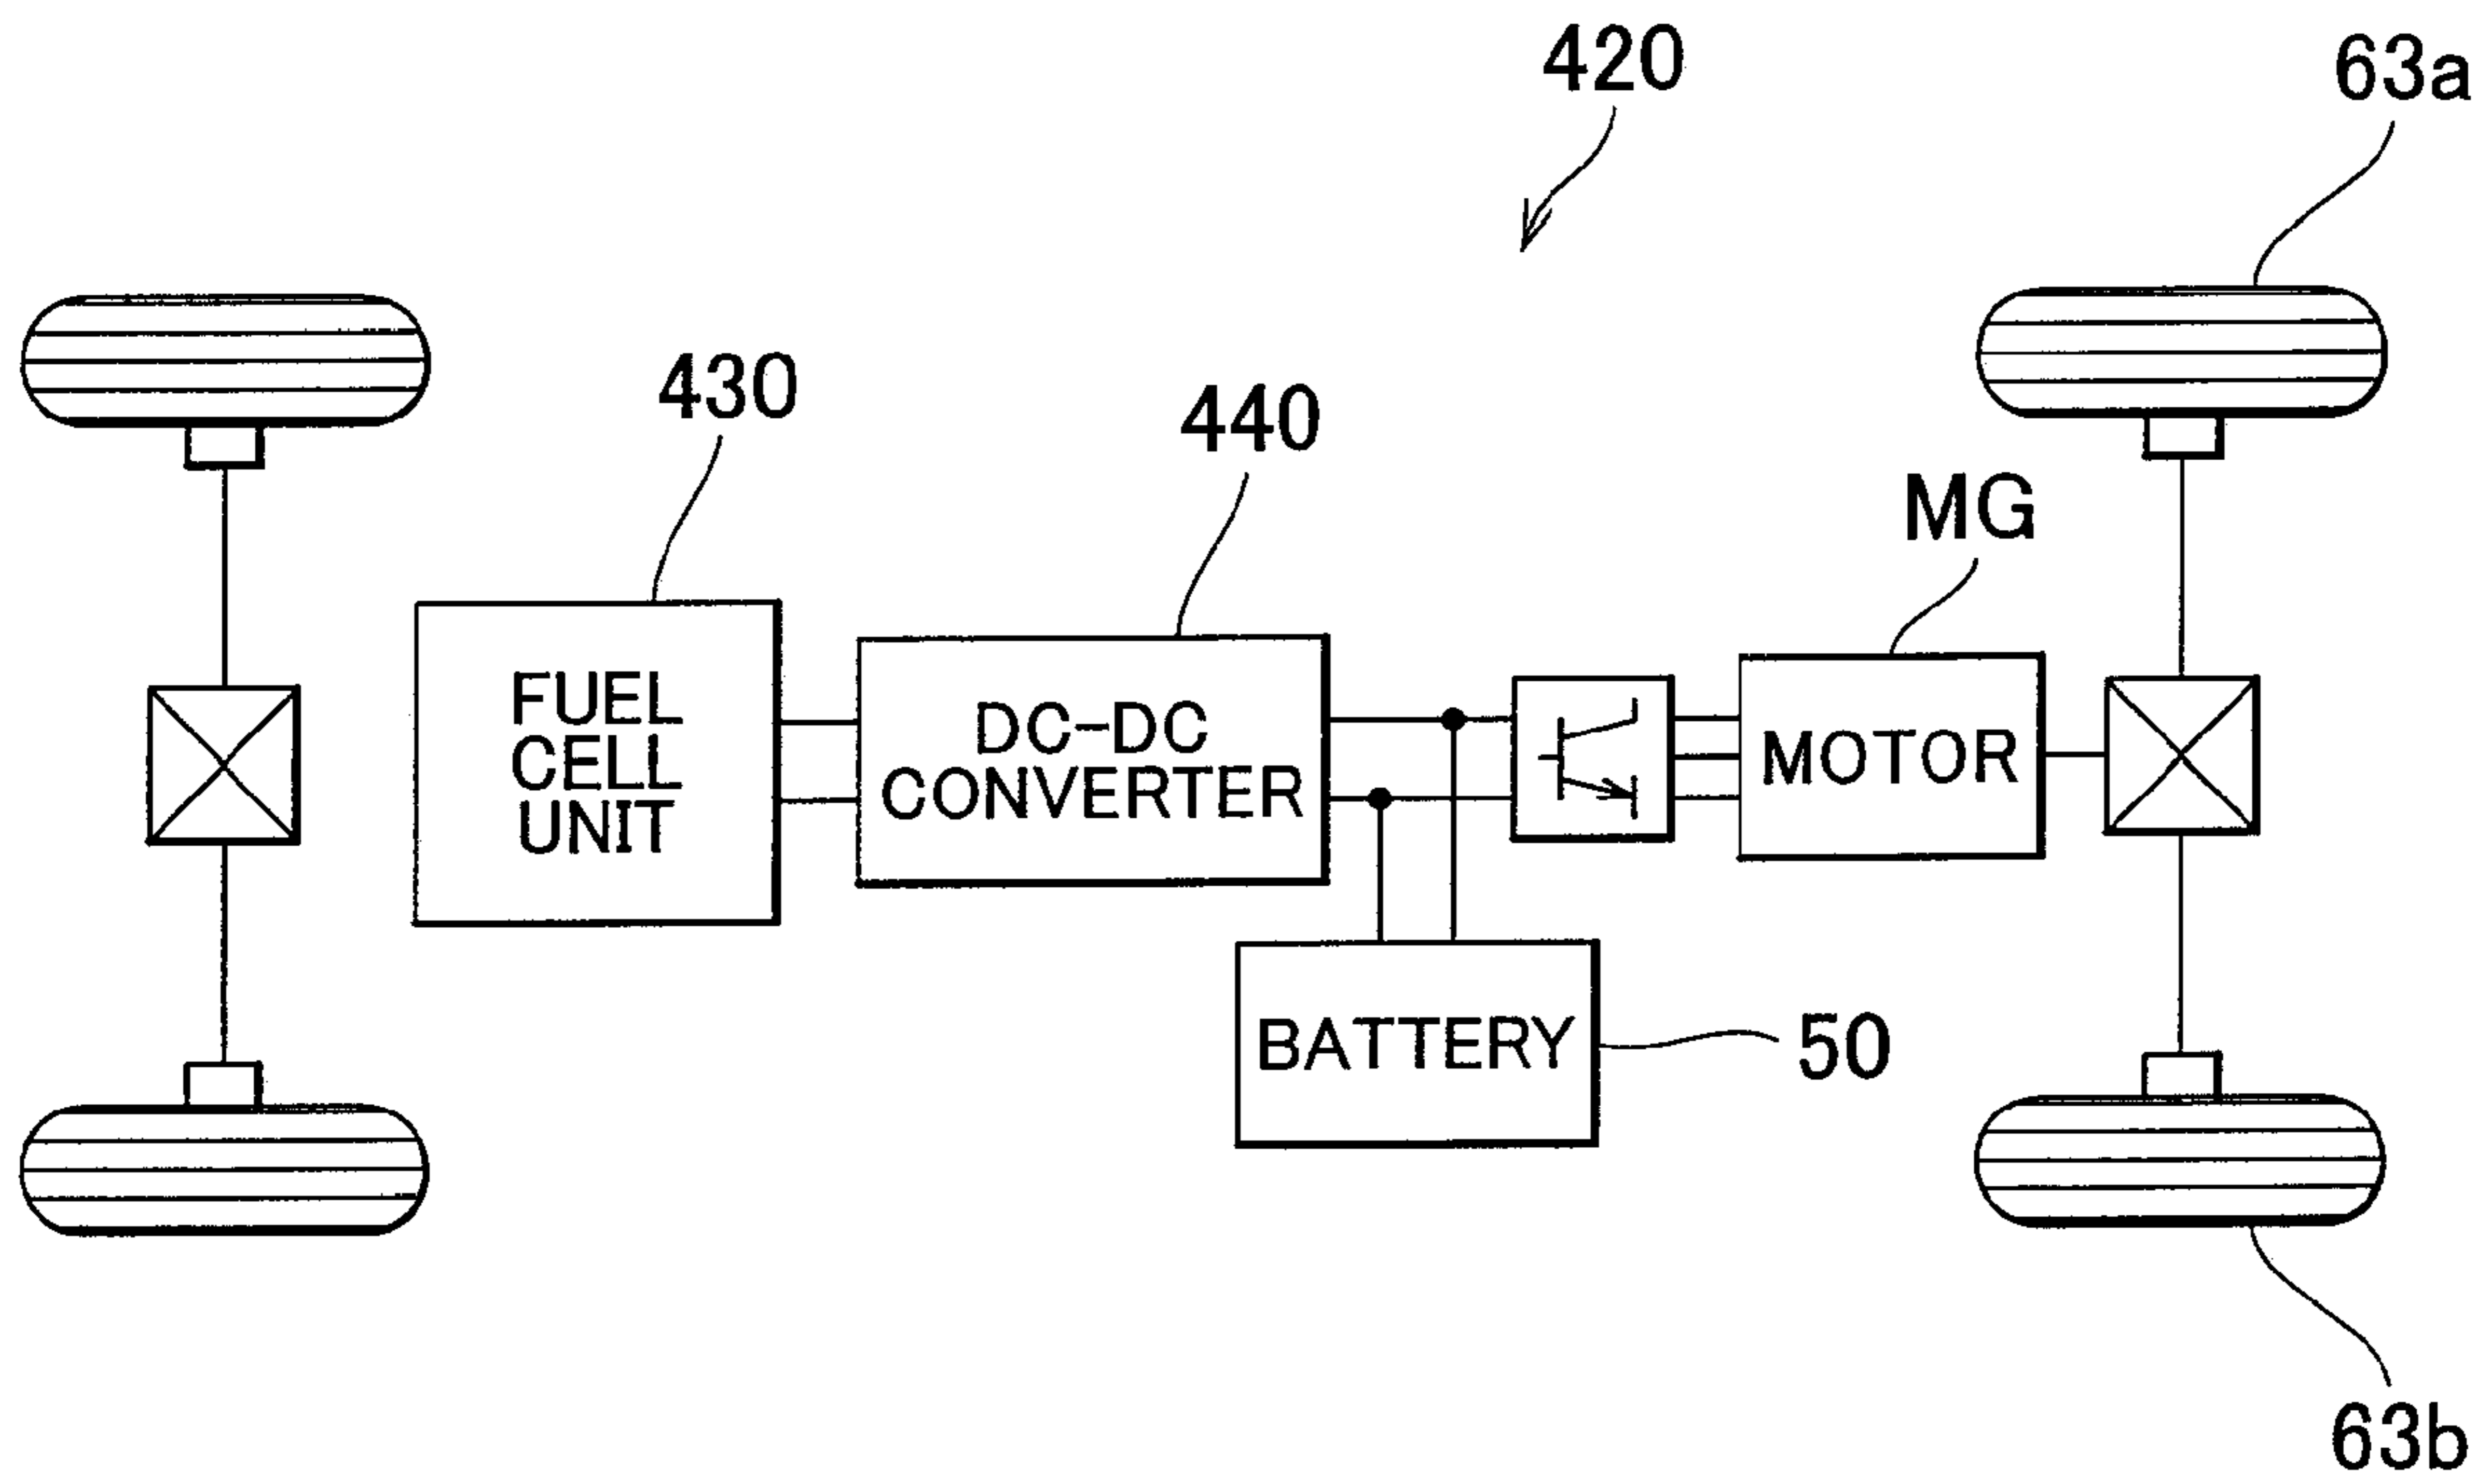 420
63a
430
440
MG
FUEL
CELL
UNIT
DC-DC
CONVERTER
MOTOR
BATTERY
50
63b